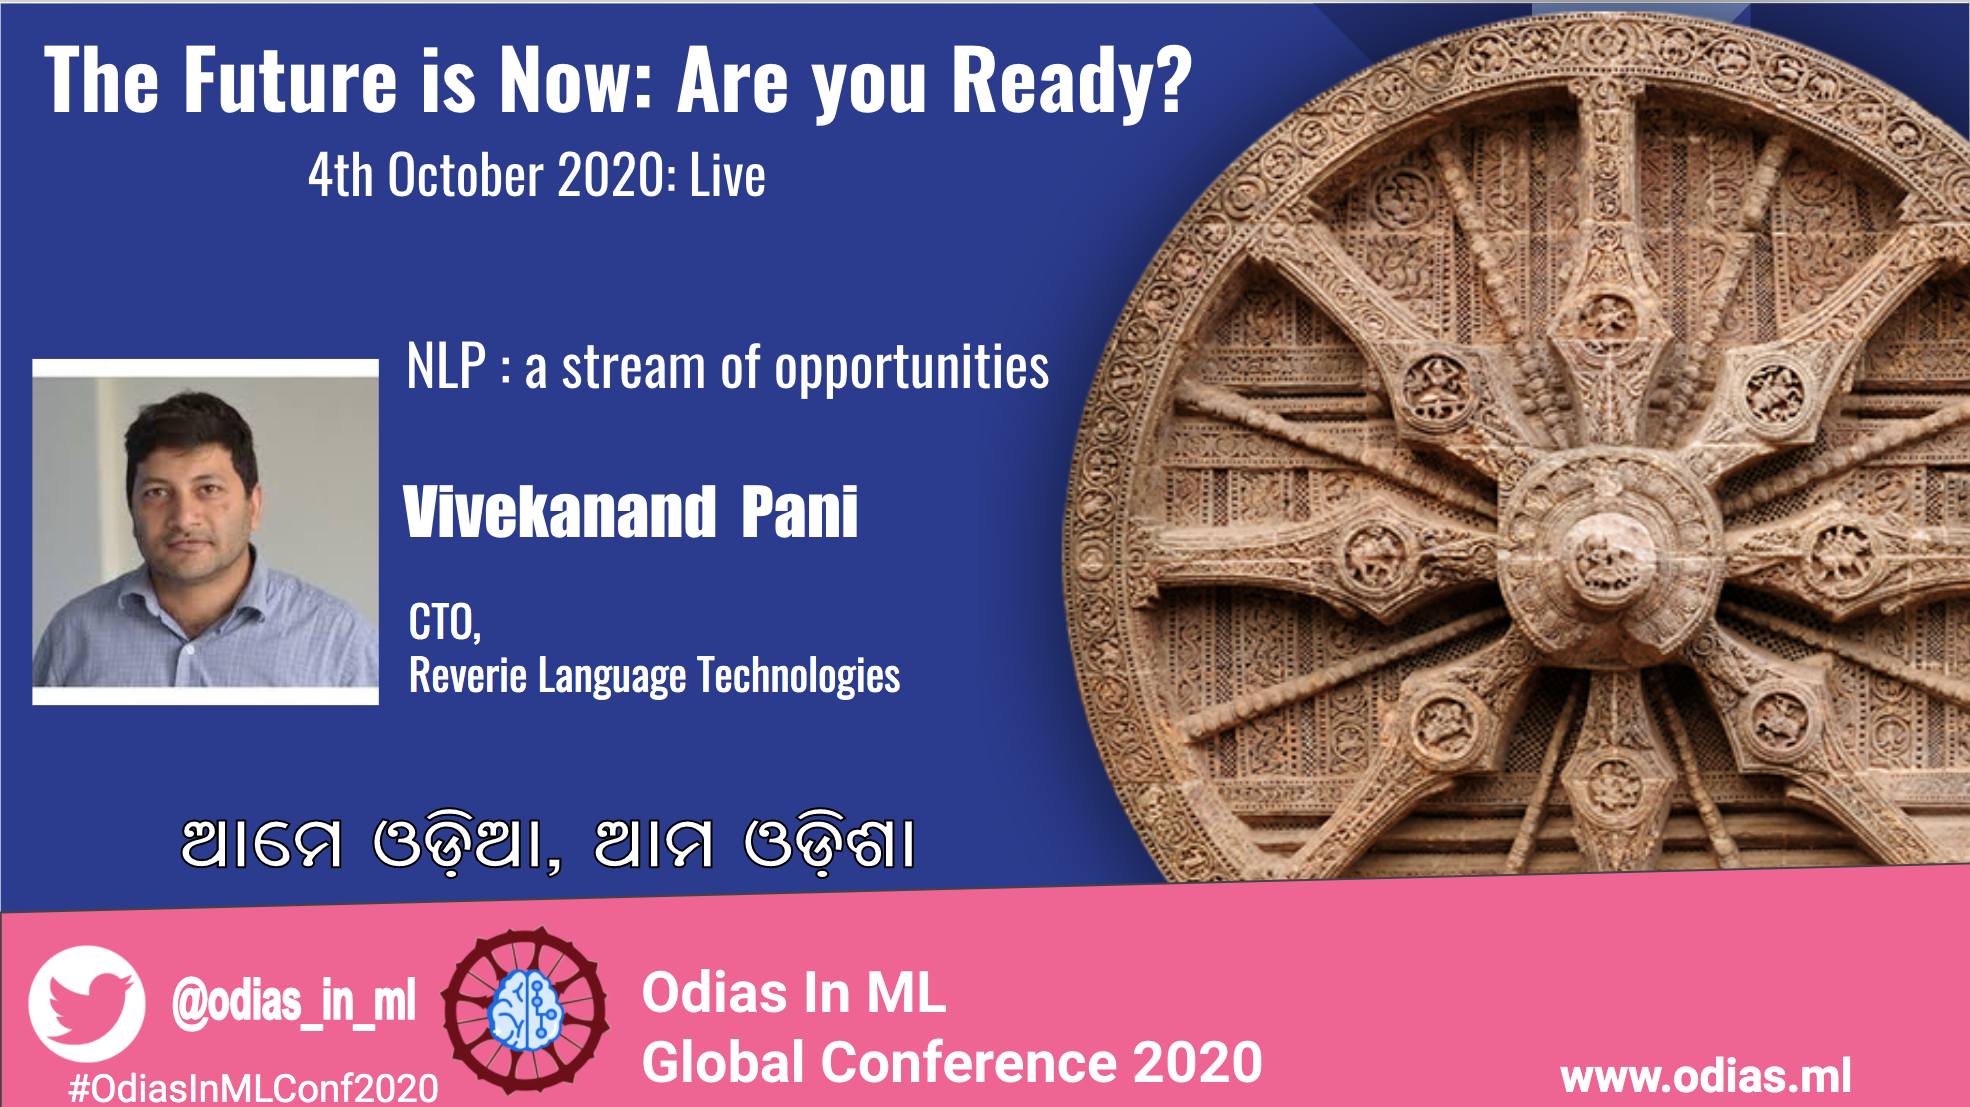 The Future is Now: Are you Ready?
4th October 2020: Live
NLP : a stream of opportunities
Vivekanand Pani
CTO,
Reverie Language Technologies
ଆମେ ଓଡ଼ିଆ, ଆମ ଓଡ଼ିଶା
@odias_in_ml
#OdiasInMLConf2020
Odias In ML
Global Conference 2020
www.odias.ml